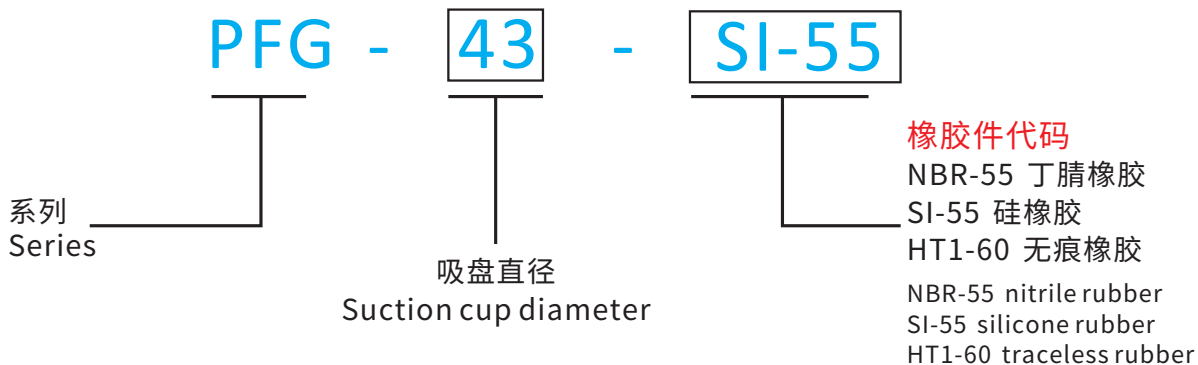 PFG - 43 - SI-55
系列
Series
吸盘直径
Suction cup diameter
橡胶件代码
NBR-55 丁腈橡胶
SI-55 硅橡胶
HT1-60 无痕橡胶
NBR-55 nitrile rubber
SI-55 silicone rubber
HT1-60 traceless rubber